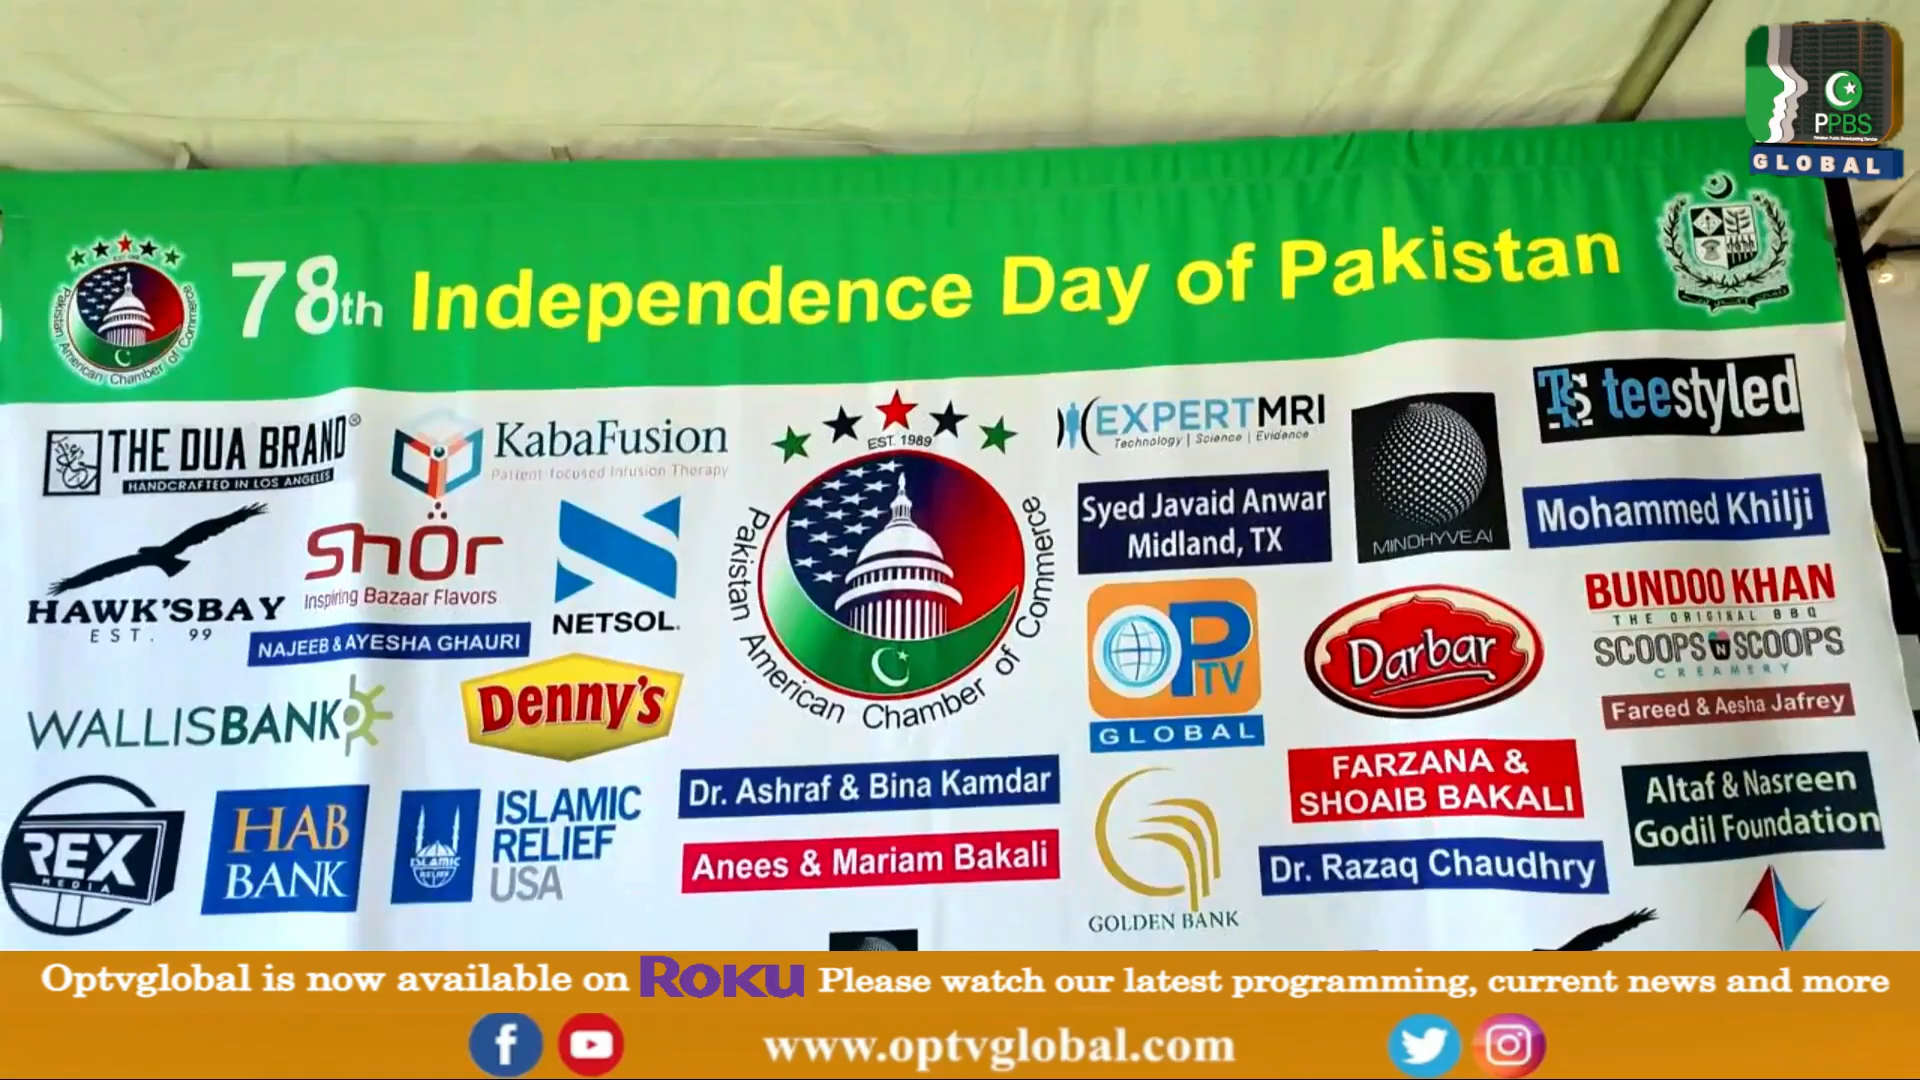 PPBS
GLOBAL
78th Independence Day of Pakistan
EST. 1989
Pakistan American Chamber of Commerce
THE DUA BRAND®
HANDCRAFTED IN LOS ANGELES
KabaFusion
Patient focused Infusion Therapy
HAWK'SBAY
EST. 99
Shor
Inspiring Bazaar Flavors
NAJEEB & AYESHA GHAURI
NETSOL.
WALLISBANK
Denny's
REX
MEDIA
HAB
BANK
ISLAMIC
RELIEF
ISLAMIC
RELIEF
USA
EST. 1989
Pakistan American Chamber of Commerce
Dr. Ashraf & Bina Kamdar
Anees & Mariam Bakali
EXPERTMRI
Technology | Science | Evidence
Syed Javaid Anwar
Midland, TX
MINDHYVE.AI
TS teestyled
Mohammed Khilji
OPTV
GLOBAL
Darbar
BUNDOO KHAN
THE ORIGINAL BBQ
SCOOPS N SCOOPS
CREAMERY
Fareed & Aesha Jafrey
GOLDEN BANK
FARZANA &
SHOAIB BAKALI
Dr. Razaq Chaudhry
Altaf & Nasreen
Godil Foundation
Optvglobal is now available on ROKU Please watch our latest programming, current news and more
www.optvglobal.com